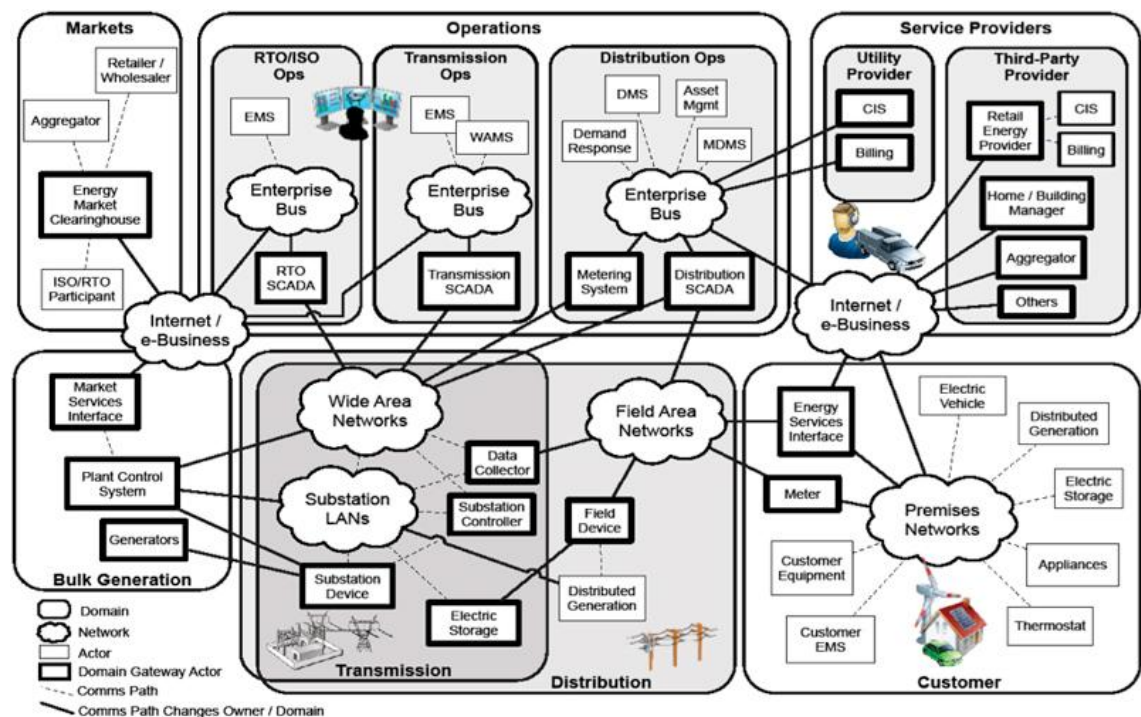 Markets
Retailer /
Wholesaler
Aggregator
Energy
Market
Clearinghouse
ISO/RTO
Participant
Operations
RTO/ISO
Ops
EMS
Enterprise
Bus
RTO
SCADA
Transmission
Ops
EMS
WAMS
Enterprise
Bus
Transmission
SCADA
Distribution Ops
DMS
Asset
Mgmt
Demand
Response
MDMS
Enterprise
Bus
Metering
System
Distribution
SCADA
Service Providers
Utility
Provider
CIS
Billing
Third-Party
Provider
Retail
Energy
Provider
CIS
Billing
Home / Building
Manager
Aggregator
Others
Internet /
e-Business
Internet /
e-Business
Market
Services
Interface
Plant Control
System
Generators
Bulk Generation
Wide Area
Networks
Substation
LANs
Data
Collector
Substation
Controller
Substation
Device
Electric
Storage
Transmission
Field Area
Networks
Field
Device
Distributed
Generation
Distribution
Energy
Services
Interface
Meter
Electric
Vehicle
Distributed
Generation
Electric
Storage
Premises
Networks
Customer
Equipment
Appliances
Customer
EMS
Thermostat
Customer
Domain
Network
Actor
Domain Gateway Actor
Comms Path
Comms Path Changes Owner / Domain